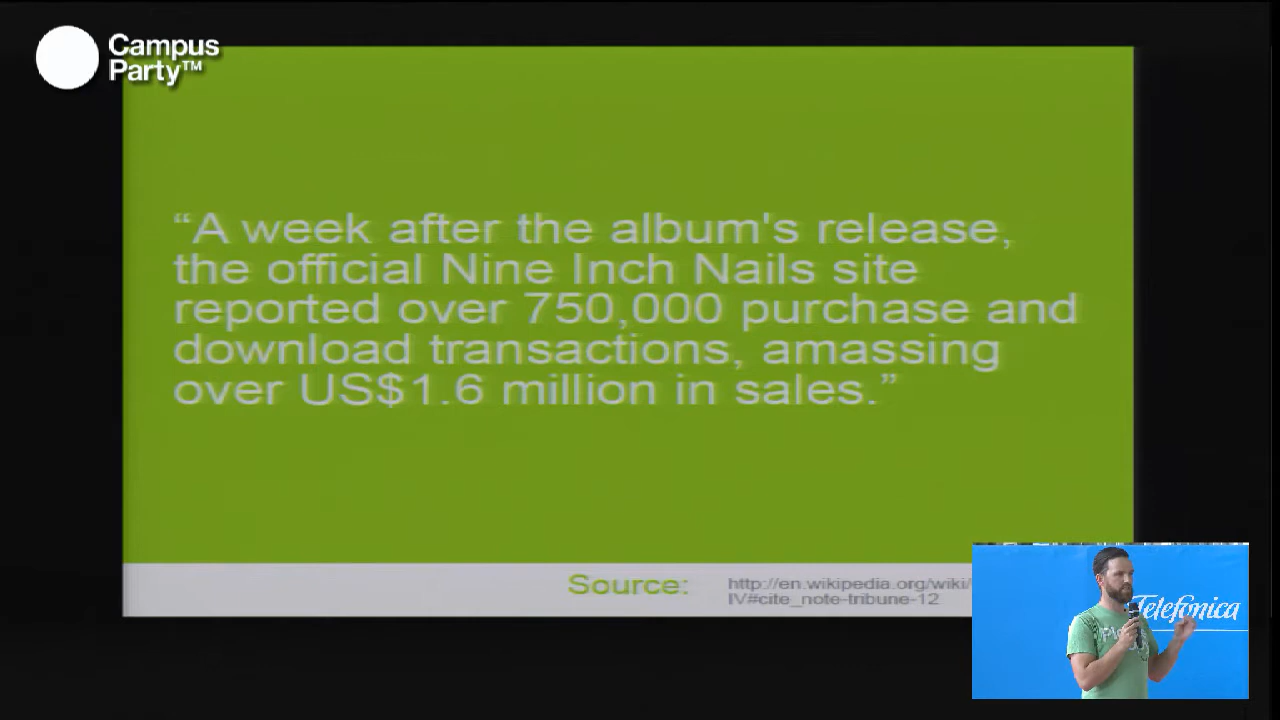 Campus
Party™
“A week after the album's release,
the official Nine Inch Nails site
reported over 750,000 purchase and
download transactions, amassing
over US$1.6 million in sales.”
Source:
http://en.wikipedia.org/wiki/
IV#cite_note-tribune-12
Telefónica